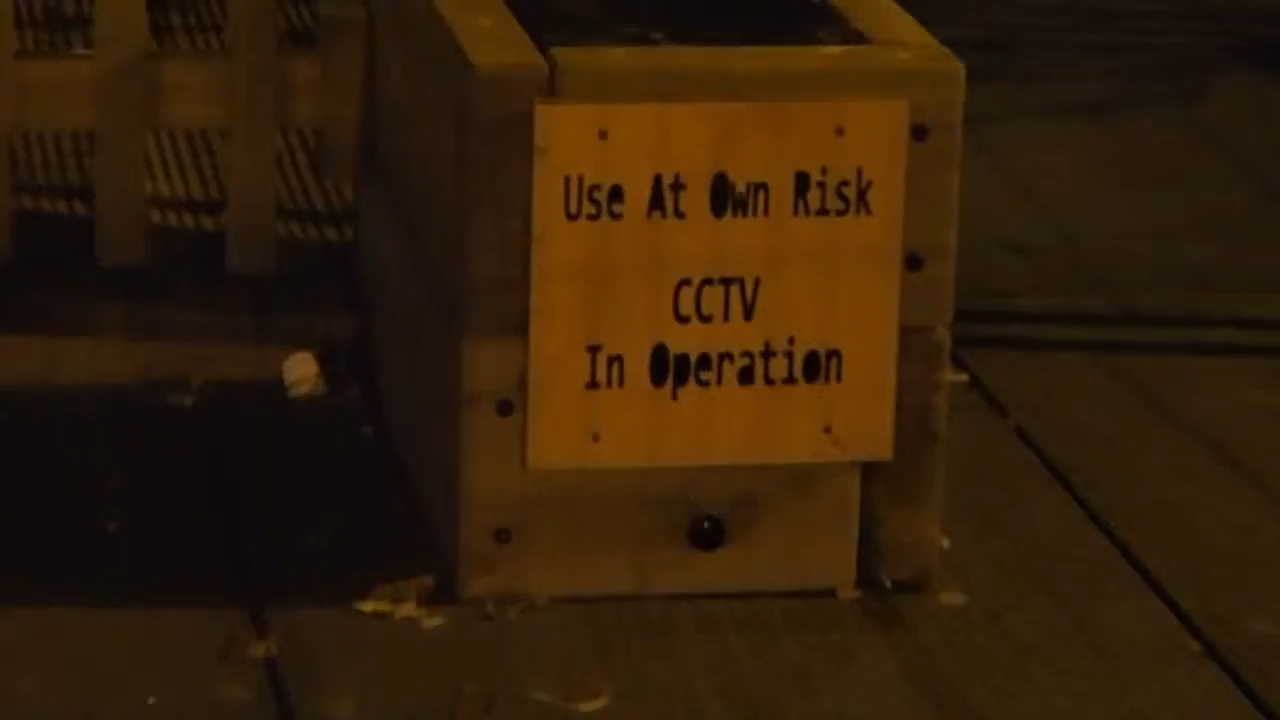 Use At Own Risk
CCTV
In Operation